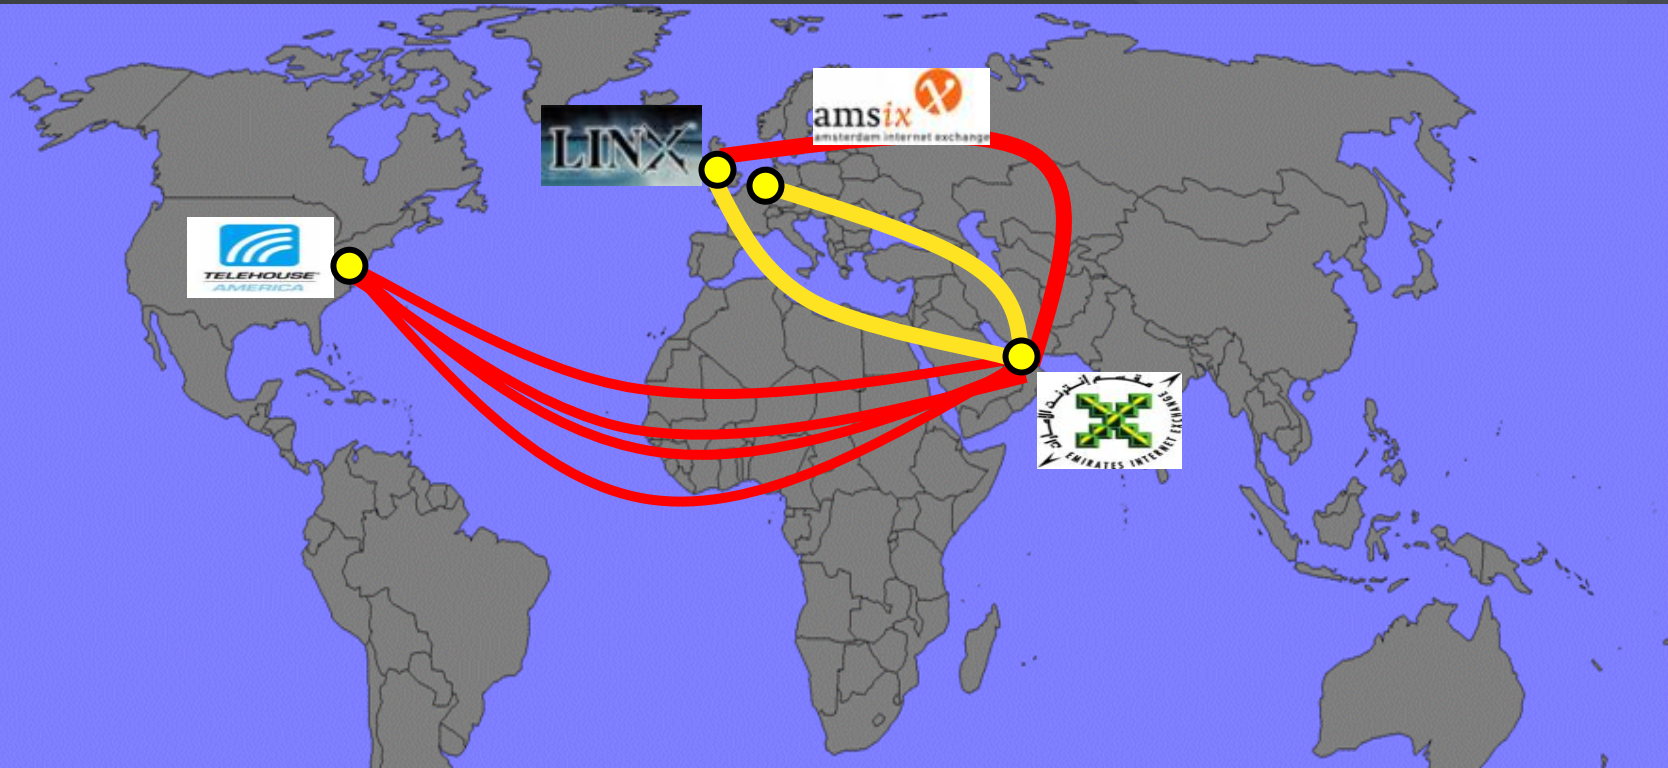 LINX
amsix
amsterdam internet exchange
TELEHOUSE
AMERICA
EMIRATES INTERNET EXCHANGE